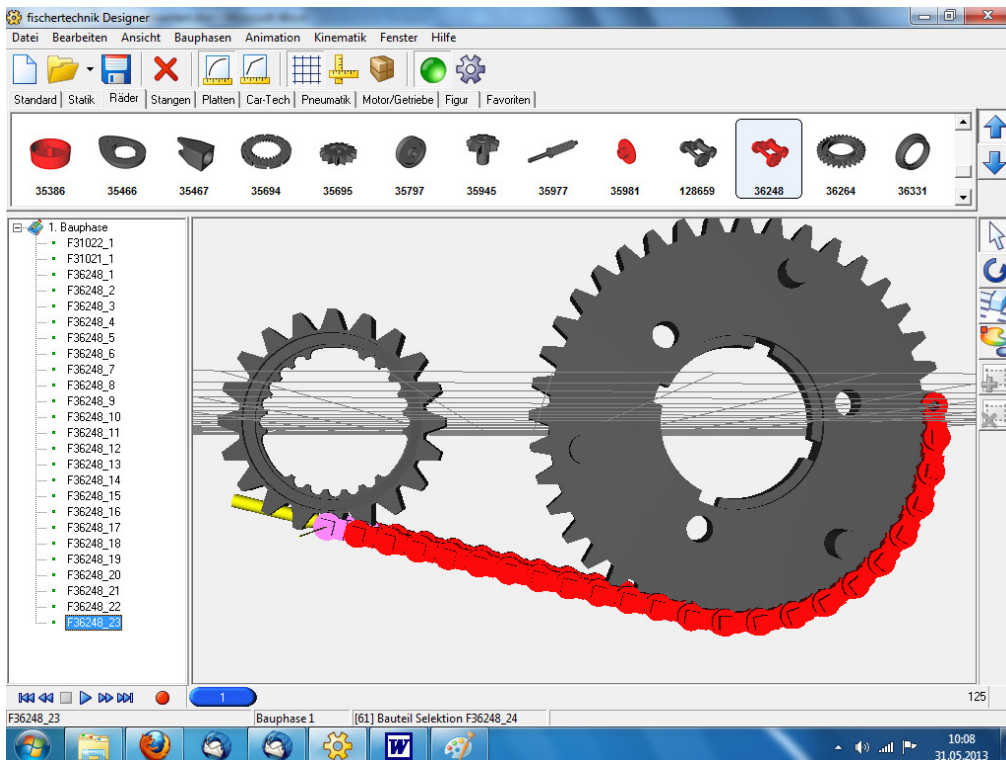 fischertechnik Designer
Datei Bearbeiten Ansicht Bauphasen Animation Kinematik Fenster Hilfe
Standard Statik Räder Stangen Platten Car-Tech Pneumatik Motor/Getriebe Figur Favoriten
35386 35466 35467 35694 35695 35797 35945 35977 35981 128659 36248 36264 36331
1. Bauphase
F31022_1
F31021_1
F36248_1
F36248_2
F36248_3
F36248_4
F36248_5
F36248_6
F36248_7
F36248_8
F36248_9
F36248_10
F36248_11
F36248_12
F36248_13
F36248_14
F36248_15
F36248_16
F36248_17
F36248_18
F36248_19
F36248_20
F36248_21
F36248_22
F36248_23
1 125
F36248_23 Bauphase 1 [61] Bauteil Selektion F36248_24
W 10:08
31.05.2013